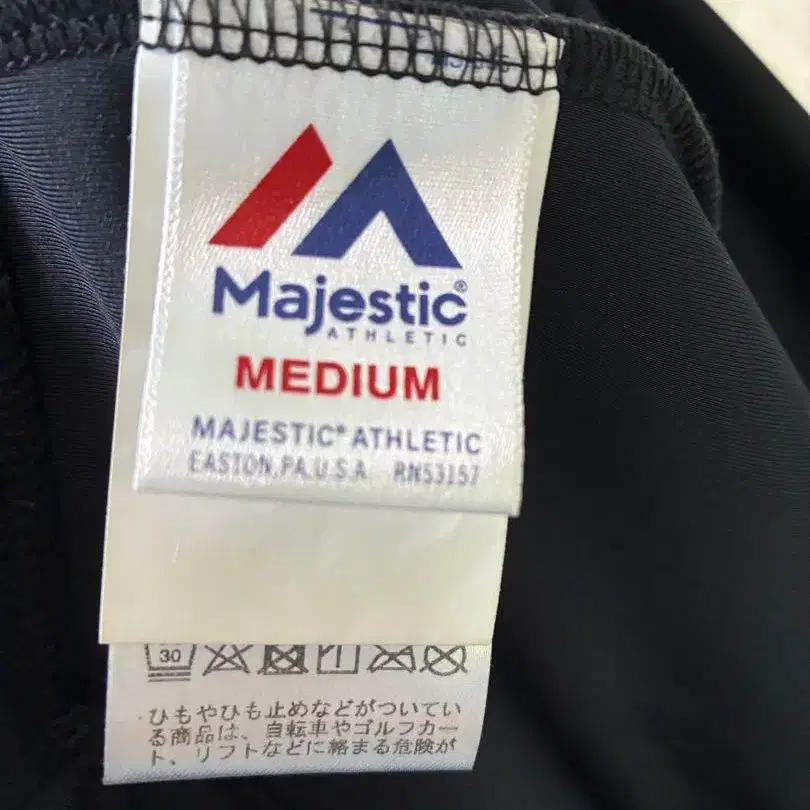 Majestic®
ATHLETIC
MEDIUM
MAJESTIC® ATHLETIC
EASTON, PA U.S.A RN53157
30
ひもやひも止めなどがついてい
る商品は、自転車やゴルフカー
ト、リフトなどに絡まる危険が